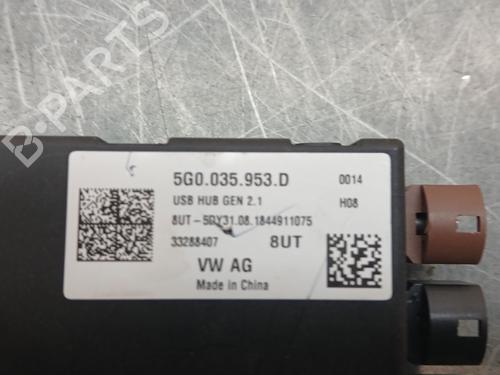 B-PARTS
5G0.035.953.D 0014
USB HUB GEN 2.1 H08
8UT-5QY31.08.1844911075
33288407 8UT
VW AG
Made in China